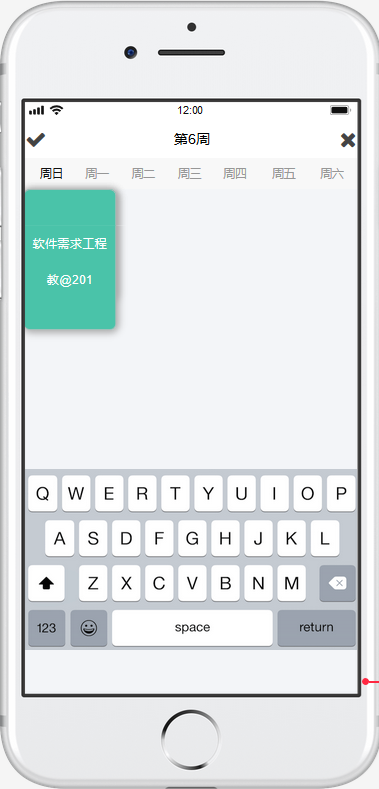 12:00
第6周
周日 周一 周二 周三 周四 周五 周六
软件需求工程
教@201
Q W E R T Y U I O P
A S D F G H J K L
Z X C V B N M
123 space return